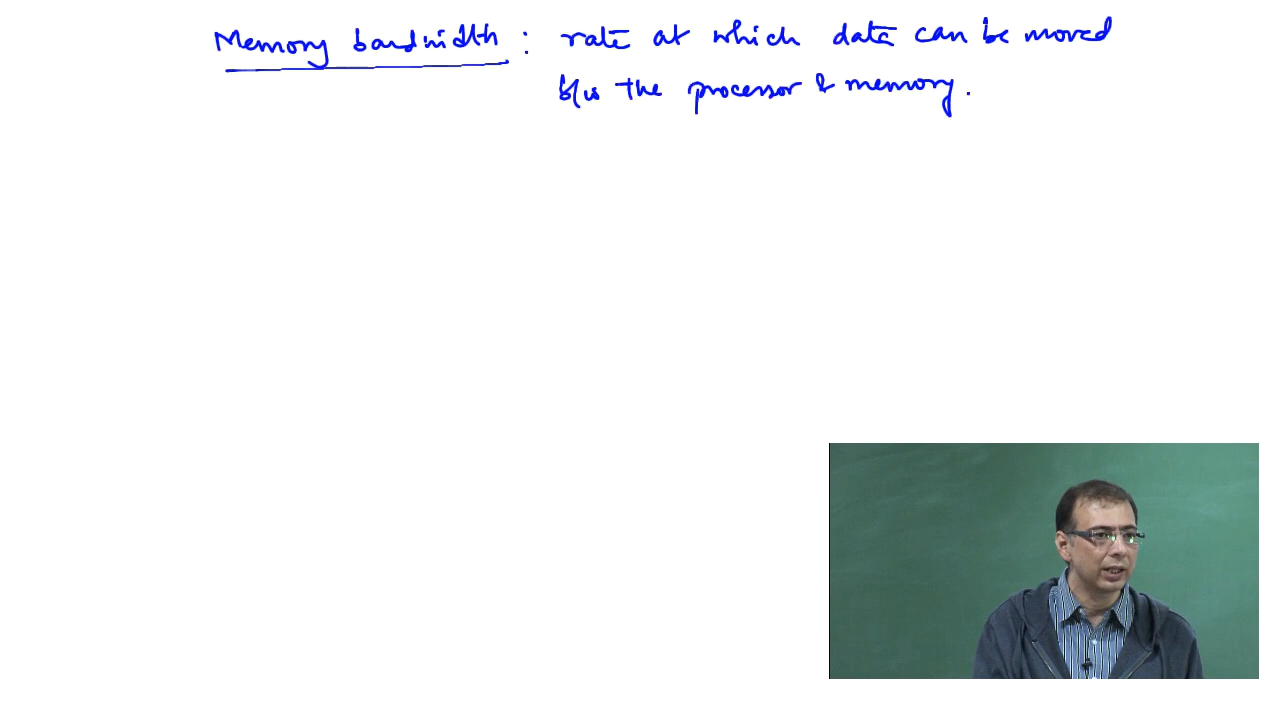 Memory bandwidth : rate at which data can be moved
b/w the processor & memory.